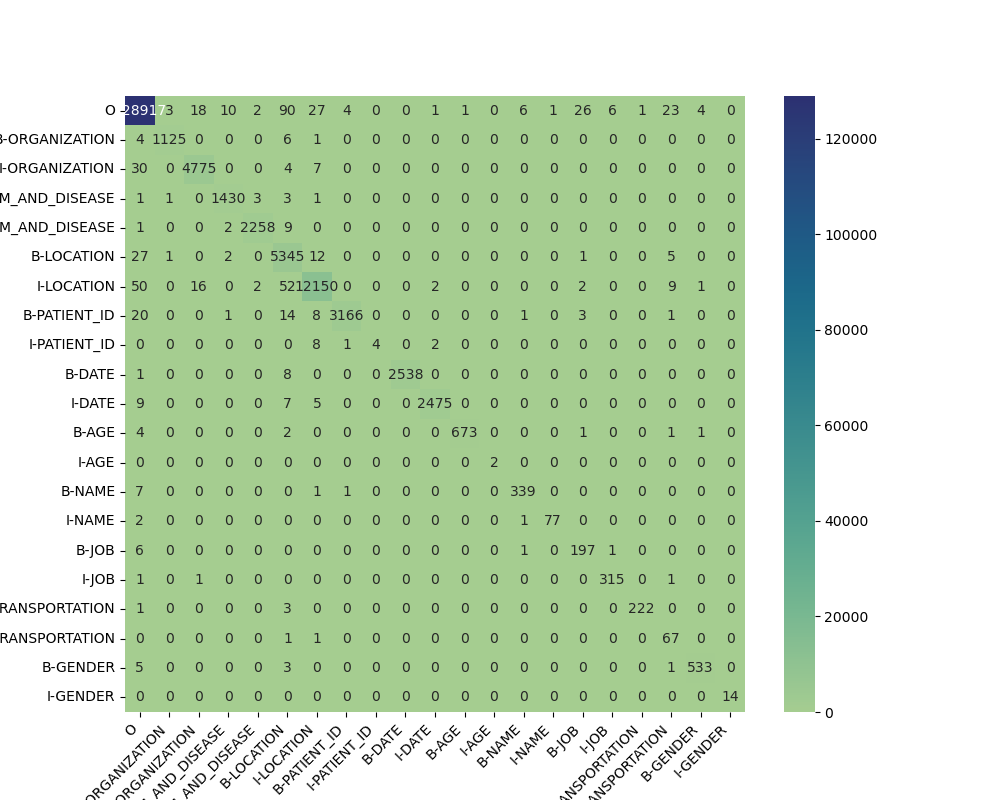 O 28917 3 18 10 2 90 27 4 0 0 1 1 0 6 1 26 6 1 23 4 0
B-ORGANIZATION 4 1125 0 0 0 6 1 0 0 0 0 0 0 0 0 0 0 0 0 0 0
I-ORGANIZATION 30 0 4775 0 0 4 7 0 0 0 0 0 0 0 0 0 0 0 0 0 0
M_AND_DISEASE 1 1 0 1430 3 3 1 0 0 0 0 0 0 0 0 0 0 0 0 0 0
M_AND_DISEASE 1 0 0 2 2258 9 0 0 0 0 0 0 0 0 0 0 0 0 0 0 0
B-LOCATION 27 1 0 2 0 5345 12 0 0 0 0 0 0 0 0 1 0 0 5 0 0
I-LOCATION 50 0 16 0 2 52 12150 0 0 0 2 0 0 0 0 2 0 0 9 1 0
B-PATIENT_ID 20 0 0 1 0 14 8 3166 0 0 0 0 0 1 0 3 0 0 1 0 0
I-PATIENT_ID 0 0 0 0 0 0 8 1 4 0 2 0 0 0 0 0 0 0 0 0 0
B-DATE 1 0 0 0 0 8 0 0 0 2538 0 0 0 0 0 0 0 0 0 0 0
I-DATE 9 0 0 0 0 7 5 0 0 0 2475 0 0 0 0 0 0 0 0 0 0
B-AGE 4 0 0 0 0 2 0 0 0 0 0 673 0 0 0 1 0 0 1 1 0
I-AGE 0 0 0 0 0 0 0 0 0 0 0 0 2 0 0 0 0 0 0 0 0
B-NAME 7 0 0 0 0 0 1 1 0 0 0 0 0 339 0 0 0 0 0 0 0
I-NAME 2 0 0 0 0 0 0 0 0 0 0 0 0 1 77 0 0 0 0 0 0
B-JOB 6 0 0 0 0 0 0 0 0 0 0 0 0 1 0 197 1 0 0 0 0
I-JOB 1 0 1 0 0 0 0 0 0 0 0 0 0 0 0 0 315 0 1 0 0
RANSPORTATION 1 0 0 0 0 3 0 0 0 0 0 0 0 0 0 0 0 222 0 0 0
RANSPORTATION 0 0 0 0 0 1 1 0 0 0 0 0 0 0 0 0 0 0 67 0 0
B-GENDER 5 0 0 0 0 3 0 0 0 0 0 0 0 0 0 0 0 0 1 533 0
I-GENDER 0 0 0 0 0 0 0 0 0 0 0 0 0 0 0 0 0 0 0 0 14
O
ORGANIZATION
ORGANIZATION
_AND_DISEASE
_AND_DISEASE
B-LOCATION
I-LOCATION
B-PATIENT_ID
I-PATIENT_ID
B-DATE
I-DATE
B-AGE
I-AGE
B-NAME
I-NAME
B-JOB
I-JOB
ANSPORTATION
ANSPORTATION
B-GENDER
I-GENDER
120000
100000
80000
60000
40000
20000
0